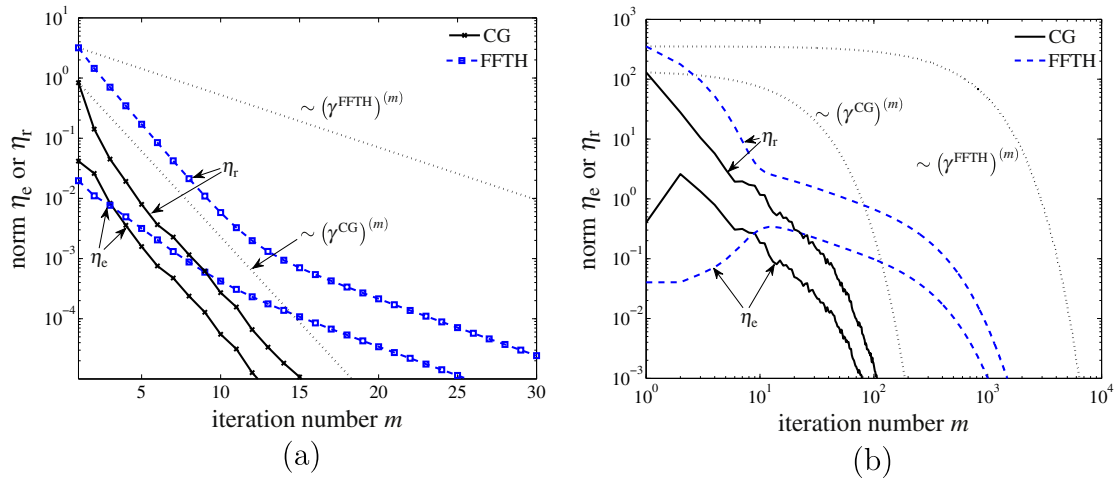 10^1
10^0
10^{-1}
10^{-2}
10^{-3}
10^{-4}
norm η_e or η_r
CG
FFTH
~ (γ^{FFTH})^{(m)}
η_r
~ (γ^{CG})^{(m)}
η_e
5
10
15
20
25
30
iteration number m
(a)
10^4
10^3
10^2
10^1
10^0
10^{-1}
10^{-2}
10^{-3}
norm η_e or η_r
CG
FFTH
~ (γ^{CG})^{(m)}
η_r
~ (γ^{FFTH})^{(m)}
η_e
10^0
10^1
10^2
10^3
10^4
iteration number m
(b)